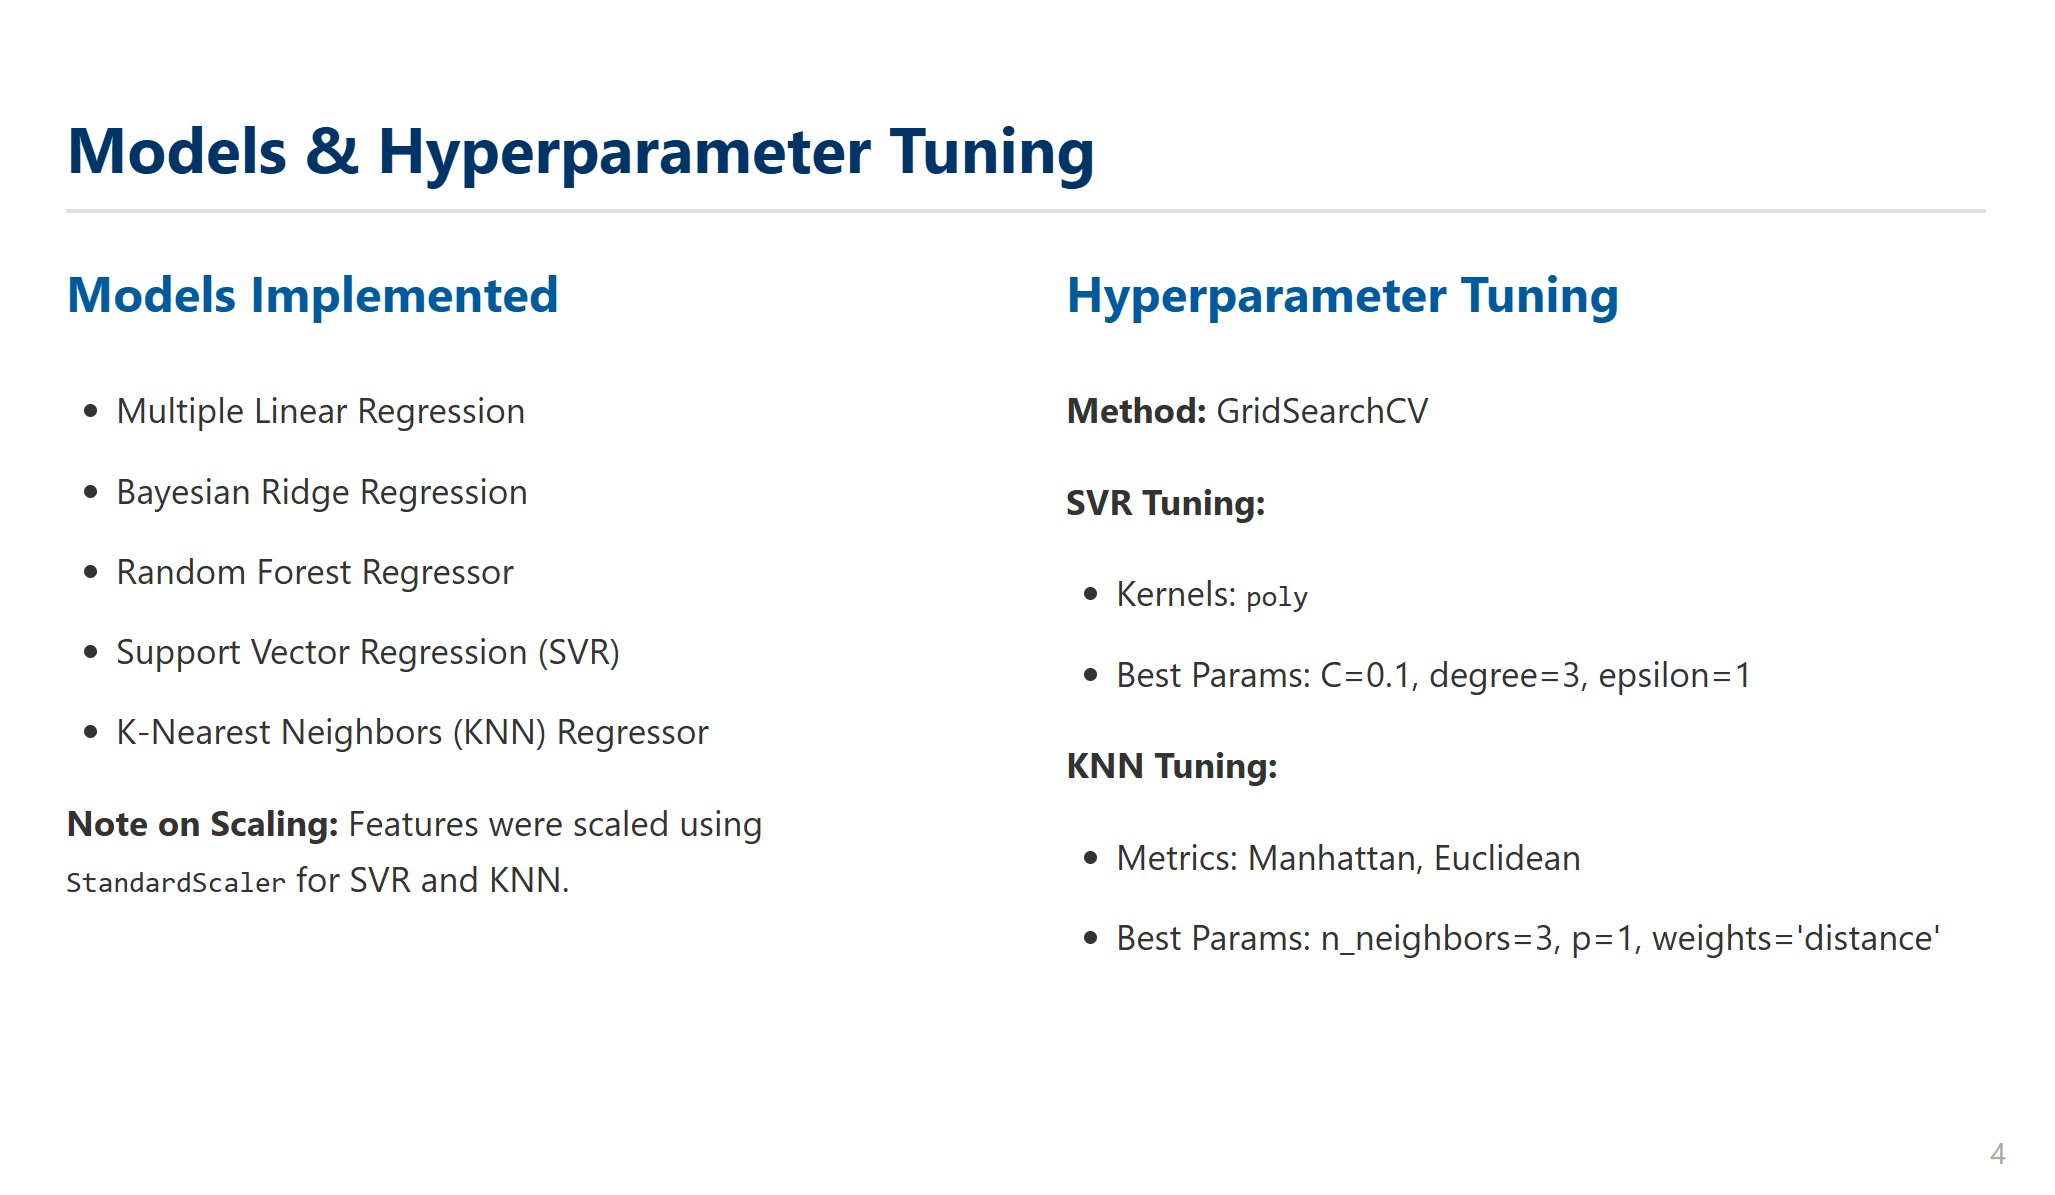 Models & Hyperparameter Tuning
Models Implemented
Multiple Linear Regression
Bayesian Ridge Regression
Random Forest Regressor
Support Vector Regression (SVR)
K-Nearest Neighbors (KNN) Regressor
Note on Scaling: Features were scaled using
StandardScaler for SVR and KNN.
Hyperparameter Tuning
Method: GridSearchCV
SVR Tuning:
Kernels: poly
Best Params: C=0.1, degree=3, epsilon=1
KNN Tuning:
Metrics: Manhattan, Euclidean
Best Params: n_neighbors=3, p=1, weights='distance'
4